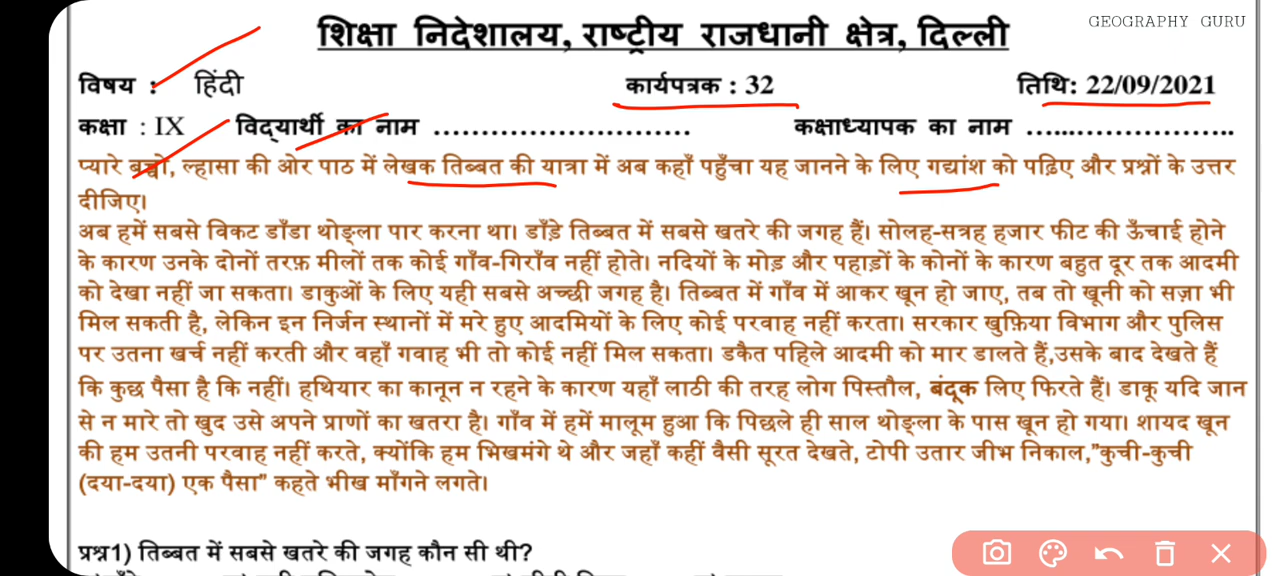 GEOGRAPHY GURU
शिक्षा निदेशालय, राष्ट्रीय राजधानी क्षेत्र, दिल्ली
विषय : हिंदी कार्यपत्रक : 32 तिथि: 22/09/2021
कक्षा : IX विद्यार्थी का नाम ............................ कक्षाध्यापक का नाम ......................
प्यारे बच्चो, ल्हासा की ओर पाठ में लेखक तिब्बत की यात्रा में अब कहाँ पहुँचा यह जानने के लिए गद्यांश को पढ़िए और प्रश्नों के उत्तर
दीजिए।
अब हमें सबसे विकट डाँडा थोङ्ला पार करना था। डाँड़े तिब्बत में सबसे खतरे की जगह हैं। सोलह-सत्रह हजार फीट की ऊँचाई होने
के कारण उनके दोनों तरफ़ मीलों तक कोई गाँव-गिराँव नहीं होते। नदियों के मोड़ और पहाड़ों के कोनों के कारण बहुत दूर तक आदमी
को देखा नहीं जा सकता। डाकुओं के लिए यही सबसे अच्छी जगह है। तिब्बत में गाँव में आकर खून हो जाए, तब तो खूनी को सज़ा भी
मिल सकती है, लेकिन इन निर्जन स्थानों में मरे हुए आदमियों के लिए कोई परवाह नहीं करता। सरकार खुफ़िया विभाग और पुलिस
पर उतना खर्च नहीं करती और वहाँ गवाह भी तो कोई नहीं मिल सकता। डकैत पहिले आदमी को मार डालते हैं,उसके बाद देखते हैं
कि कुछ पैसा है कि नहीं। हथियार का कानून न रहने के कारण यहाँ लाठी की तरह लोग पिस्तौल, बंदूक लिए फिरते हैं। डाकू यदि जान
से न मारे तो खुद उसे अपने प्राणों का खतरा है। गाँव में हमें मालूम हुआ कि पिछले ही साल थोङ्ला के पास खून हो गया। शायद खून
की हम उतनी परवाह नहीं करते, क्योंकि हम भिखमंगे थे और जहाँ कहीं वैसी सूरत देखते, टोपी उतार जीभ निकाल,"कुची-कुची
(दया-दया) एक पैसा" कहते भीख माँगने लगते।
प्रश्न1) तिब्बत में सबसे खतरे की जगह कौन सी थी?